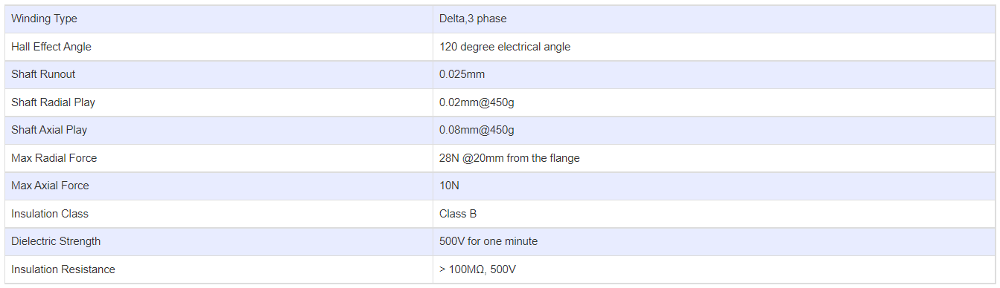 Winding Type Delta,3 phase
Hall Effect Angle 120 degree electrical angle
Shaft Runout 0.025mm
Shaft Radial Play 0.02mm@450g
Shaft Axial Play 0.08mm@450g
Max Radial Force 28N @20mm from the flange
Max Axial Force 10N
Insulation Class Class B
Dielectric Strength 500V for one minute
Insulation Resistance > 100MΩ, 500V